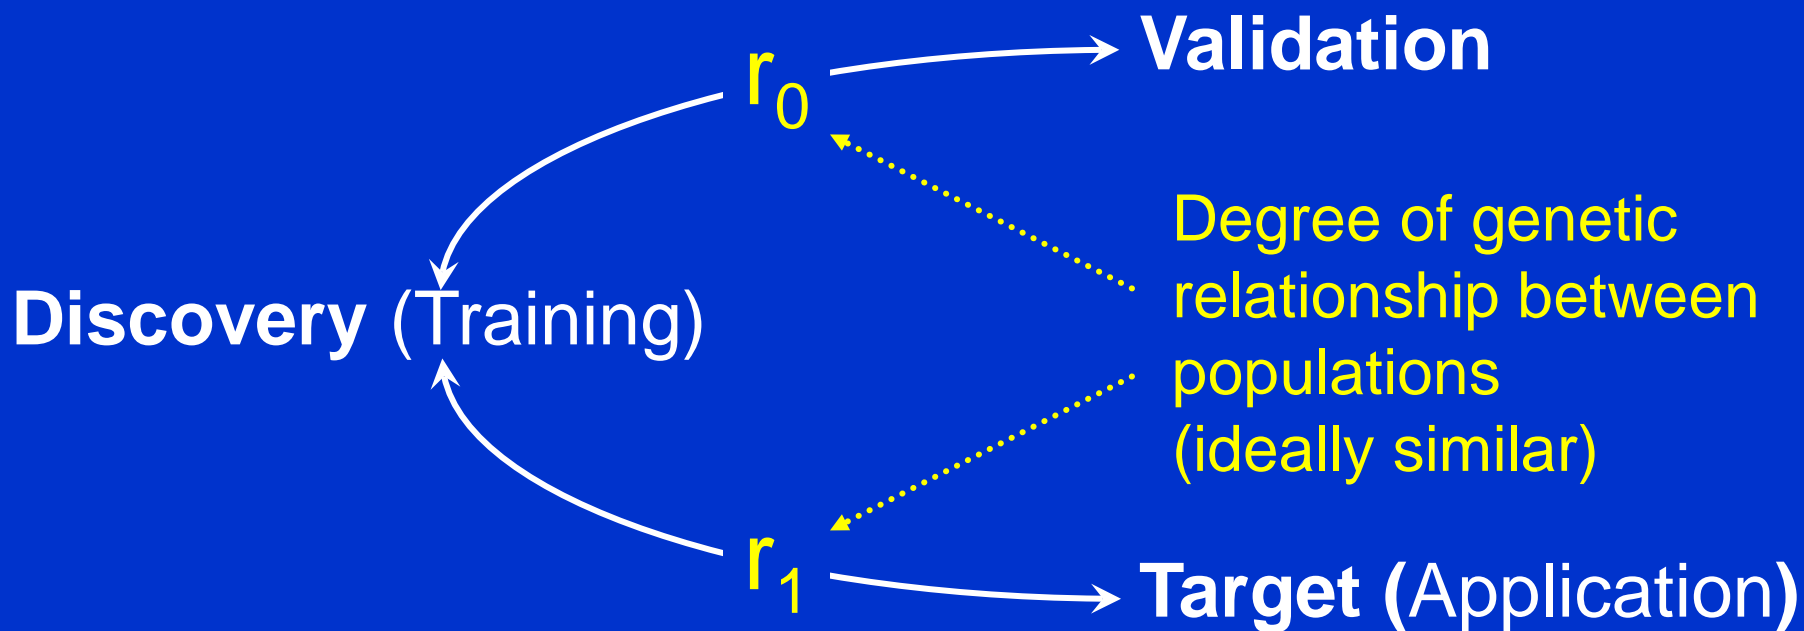 Validation
r0
Degree of genetic
relationship between
populations
(ideally similar)
Discovery (Training)
r1
Target (Application)